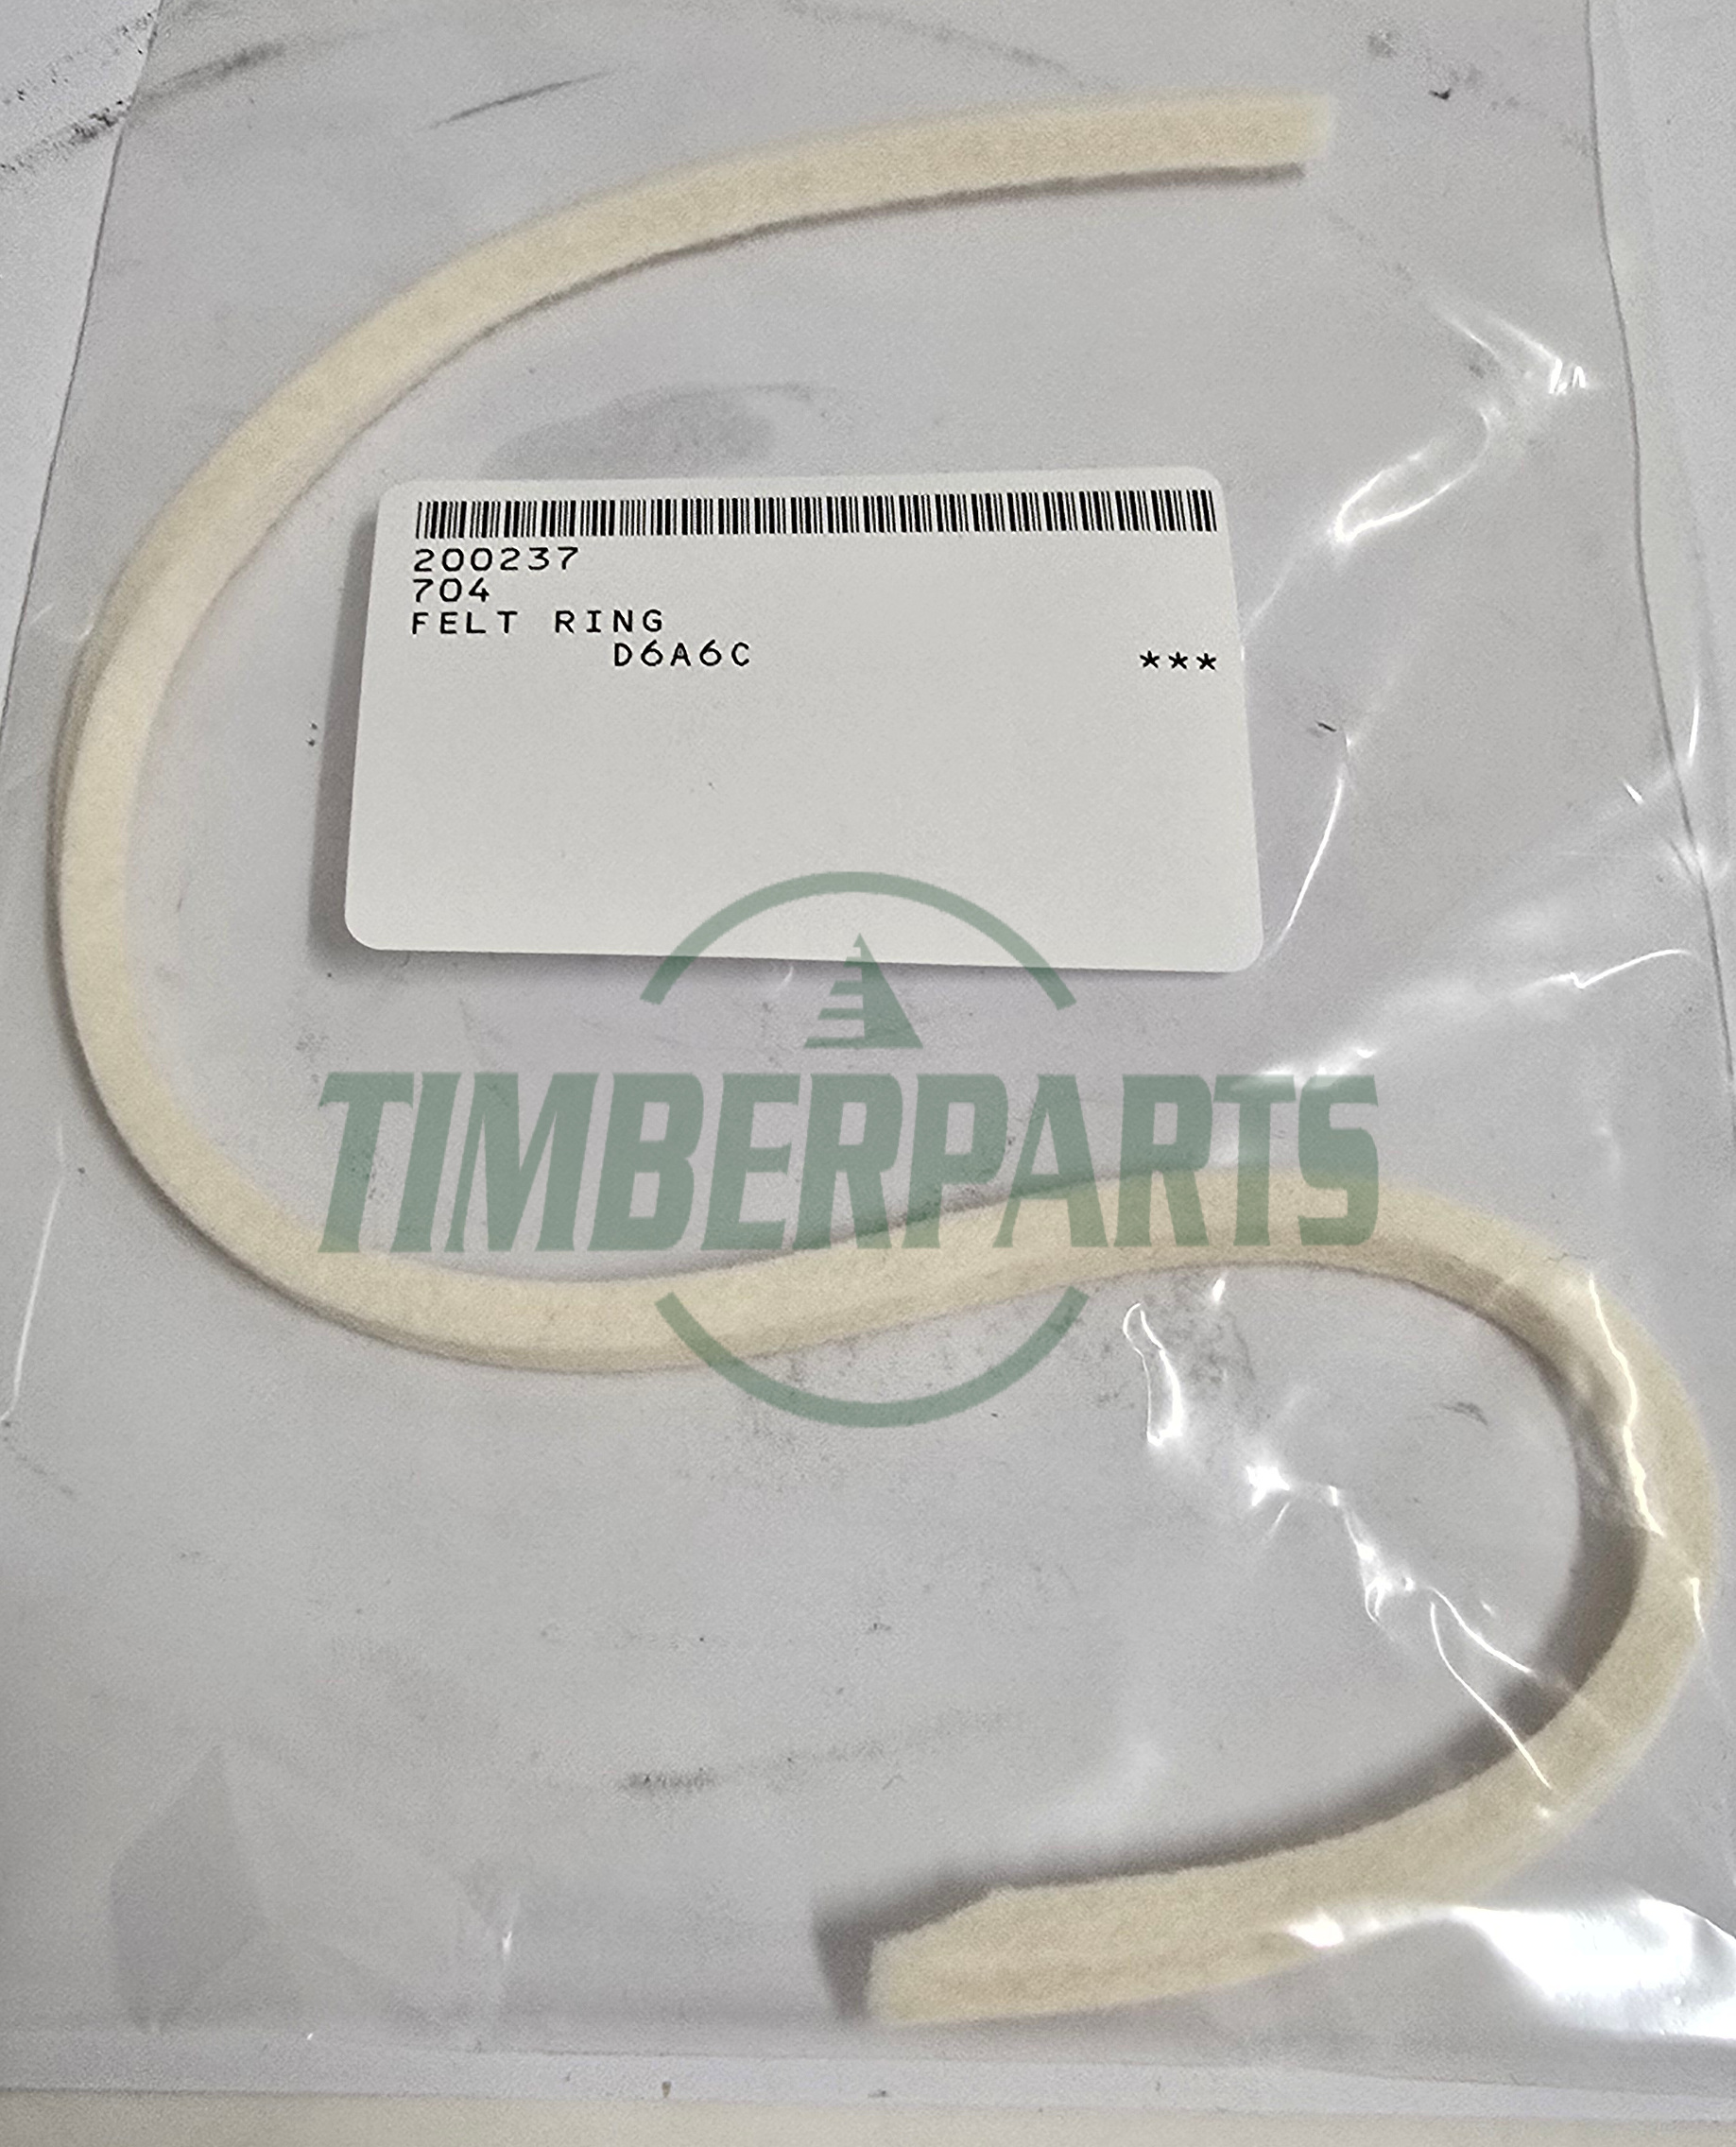 200237
704
FELT RING
D6A6C ***
TIMBERPARTS